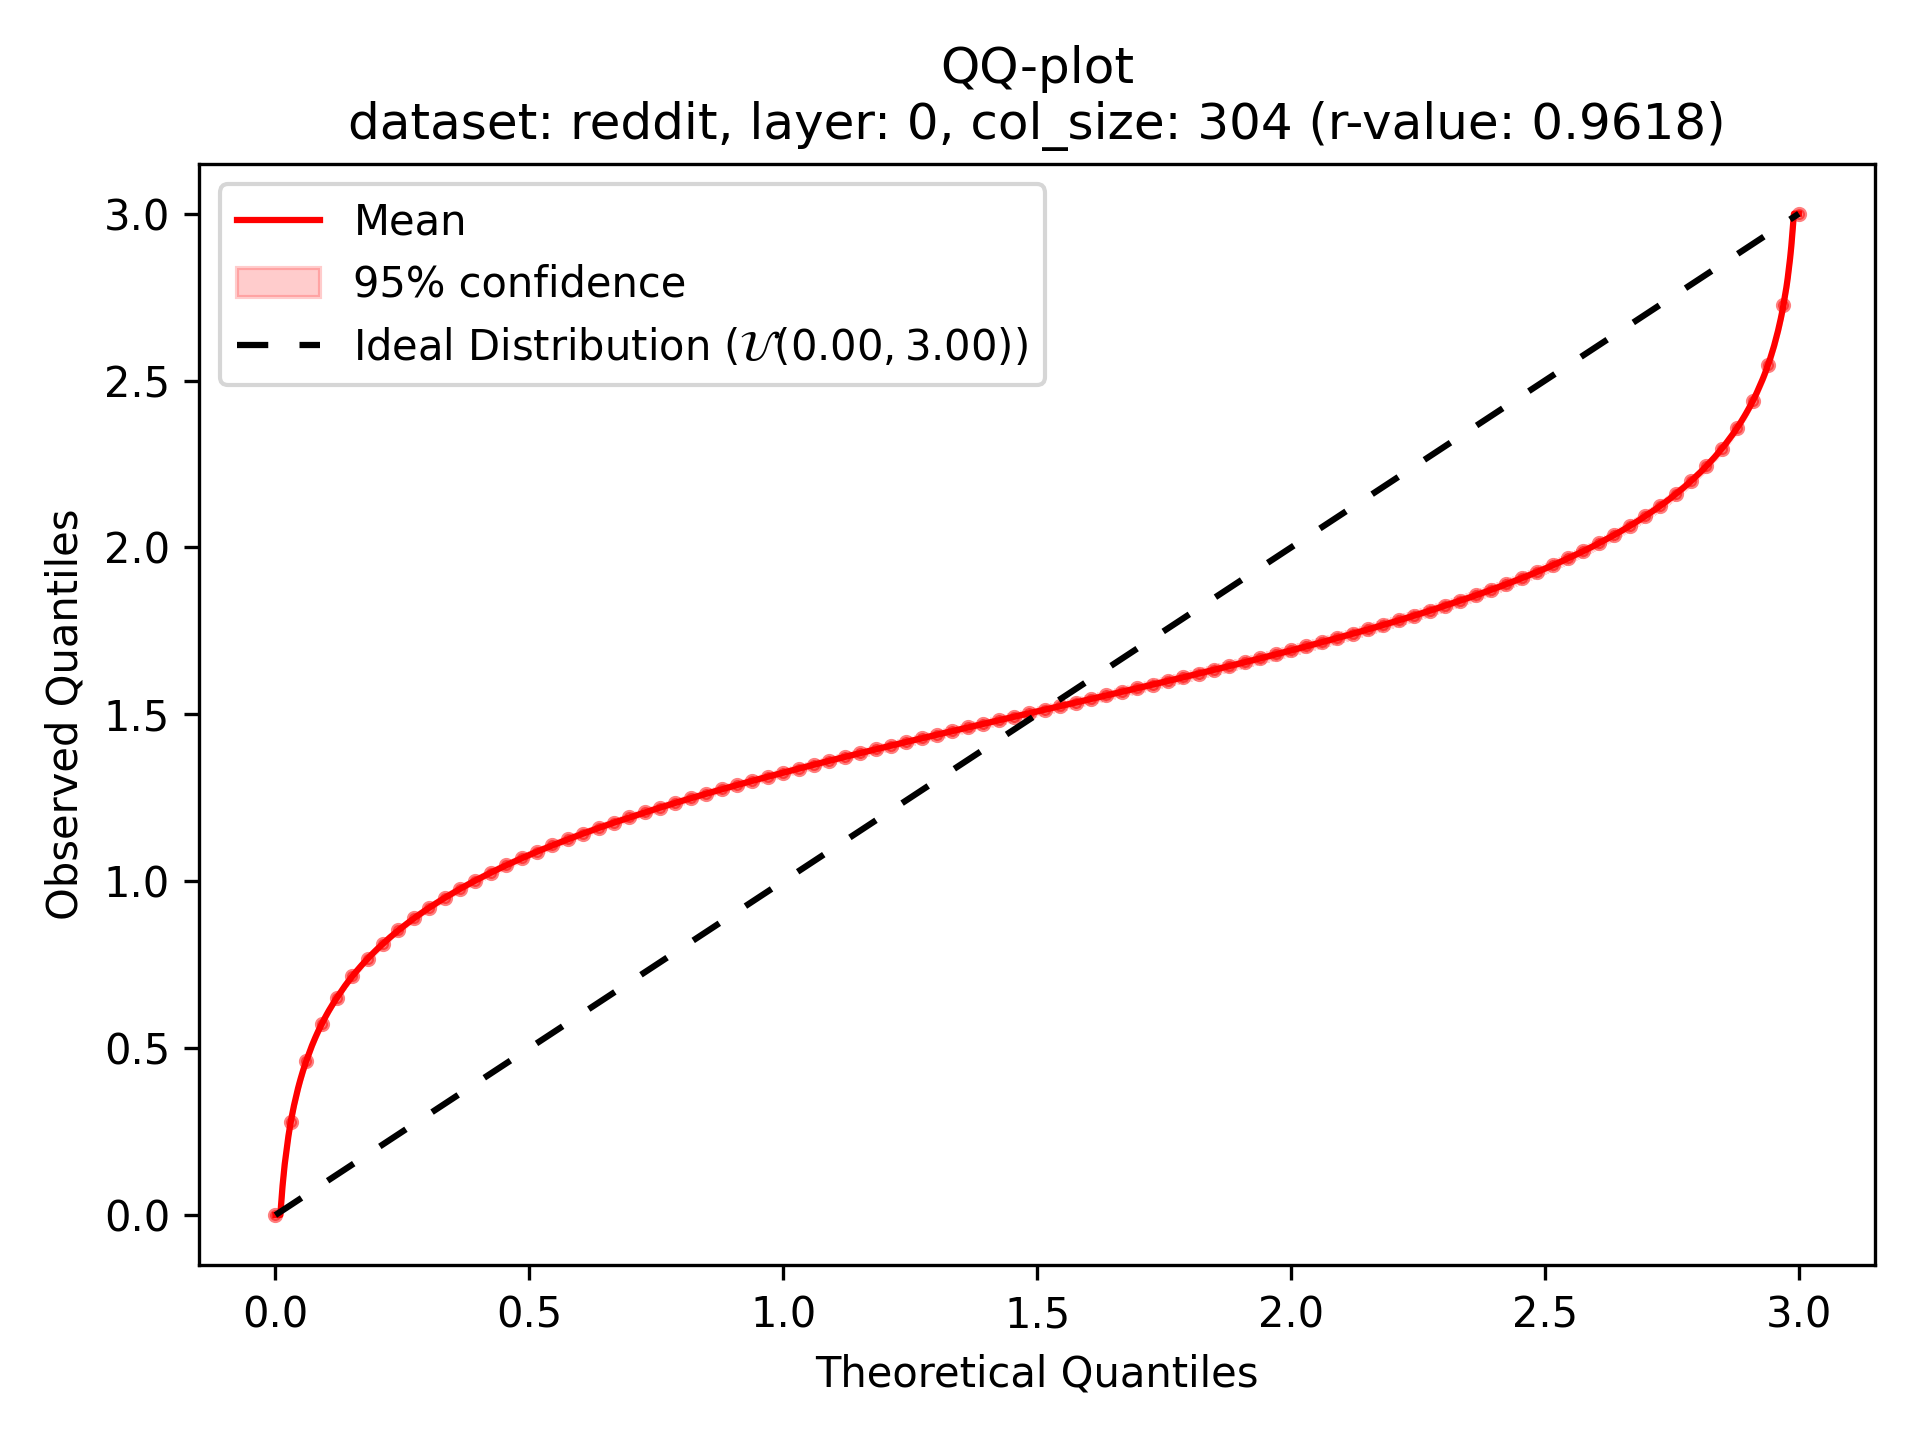 QQ-plot
dataset: reddit, layer: 0, col_size: 304 (r-value: 0.9618)
Mean
95% confidence
Ideal Distribution (𝒰(0.00, 3.00))
3.0
2.5
2.0
1.5
1.0
0.5
0.0
Observed Quantiles
0.0 0.5 1.0 1.5 2.0 2.5 3.0
Theoretical Quantiles